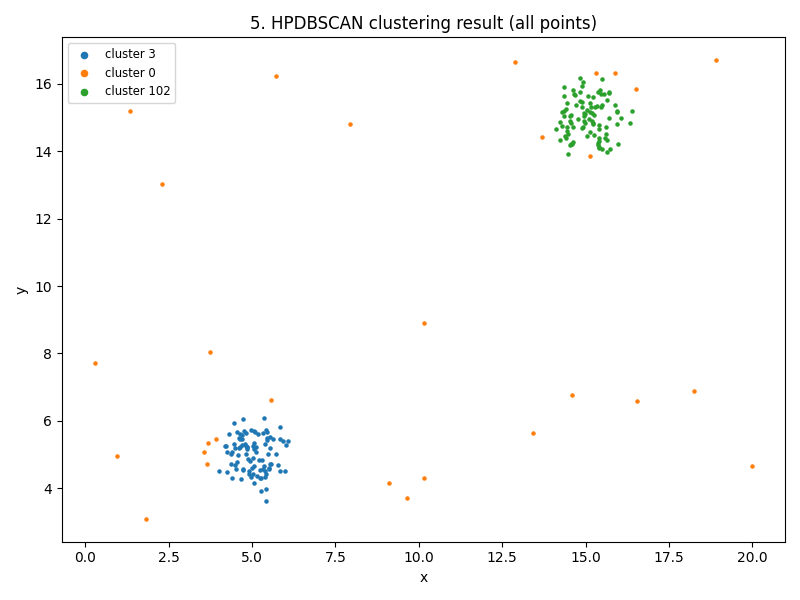 5. HPDBSCAN clustering result (all points)
cluster 3
cluster 0
cluster 102
16
14
12
10
8
6
4
y
0.0 2.5 5.0 7.5 10.0 12.5 15.0 17.5 20.0
x